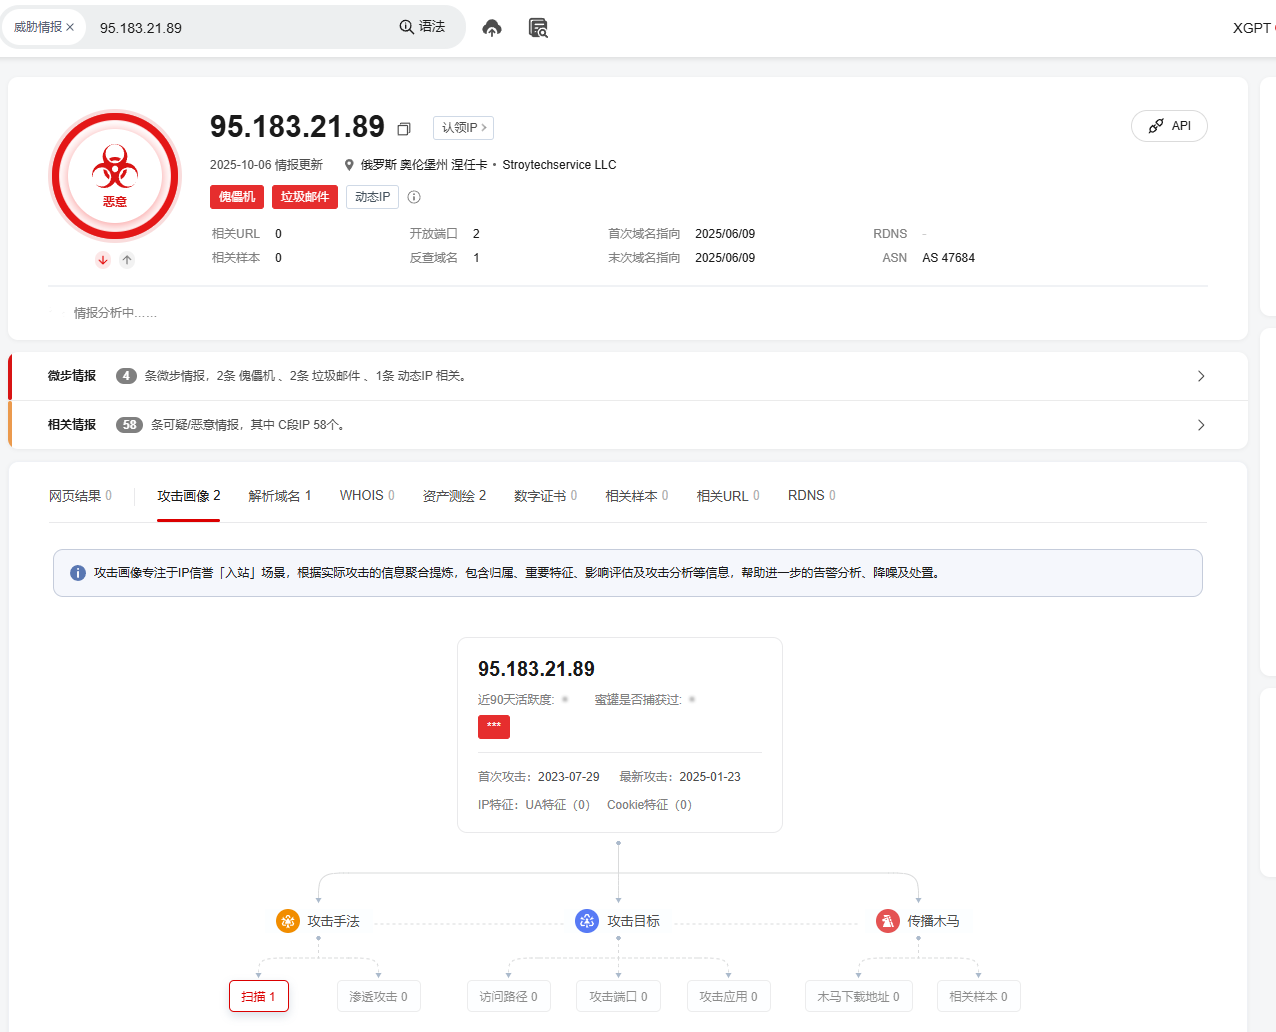 威胁情报 × 95.183.21.89 语法 XGPT
95.183.21.89 认领IP API
2025-10-06 情报更新 俄罗斯 奥伦堡州 涅任卡 • Stroytechservice LLC
恶意
傀儡机 垃圾邮件 动态IP
相关URL 0 开放端口 2 首次域名指向 2025/06/09 RDNS -
相关样本 0 反查域名 1 末次域名指向 2025/06/09 ASN AS 47684
情报分析中……
微步情报 4 条微步情报，2条 傀儡机 、2条 垃圾邮件 、1条 动态IP 相关。
相关情报 58 条可疑/恶意情报，其中 C段IP 58个。
网页结果 0 攻击画像 2 解析域名 1 WHOIS 0 资产测绘 2 数字证书 0 相关样本 0 相关URL 0 RDNS 0
攻击画像专注于IP信誉「入站」场景，根据实际攻击的信息聚合提炼，包含归属、重要特征、影响评估及攻击分析等信息，帮助进一步的告警分析、降噪及处置。
95.183.21.89
近90天活跃度: 蜜罐是否捕获过:
***
首次攻击：2023-07-29 最新攻击：2025-01-23
IP特征：UA特征（0） Cookie特征（0）
攻击手法 攻击目标 传播木马
扫描 1 渗透攻击 0 访问路径 0 攻击端口 0 攻击应用 0 木马下载地址 0 相关样本 0